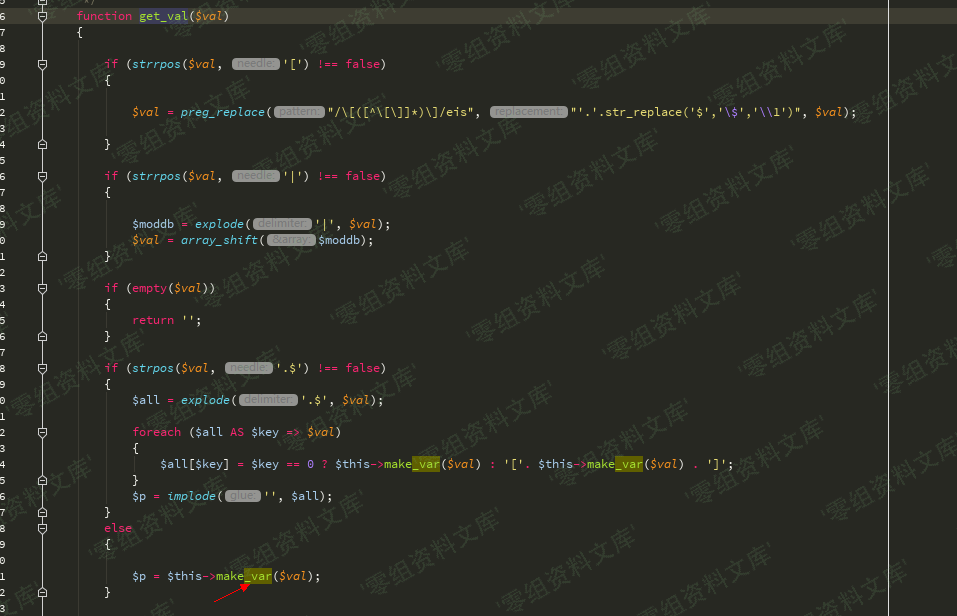 */
6 function get_val($val)
7 {
8
9 if (strrpos($val, needle: '[') !== false)
0 {
1
2 $val = preg_replace( pattern: "/\[([^\[\]]*)\]/eis", replacement: "'.'.str_replace('$','\$','\\1')", $val);
3
4 }
5
6 if (strrpos($val, needle: '|') !== false)
7 {
8
9 $moddb = explode( delimiter: '|', $val);
0 $val = array_shift( &array: $moddb);
1 }
2
3 if (empty($val))
4 {
5 return '';
6 }
7
8 if (strpos($val, needle: '.$') !== false)
9 {
0 $all = explode( delimiter: '.$', $val);
1
2 foreach ($all AS $key => $val)
3 {
4 $all[$key] = $key == 0 ? $this->make_var($val) : '['. $this->make_var($val) . ']';
5 }
6 $p = implode( glue: '', $all);
7 }
8 else
9 {
0
1 $p = $this->make_var($val);
2 }
3
零组资料文库